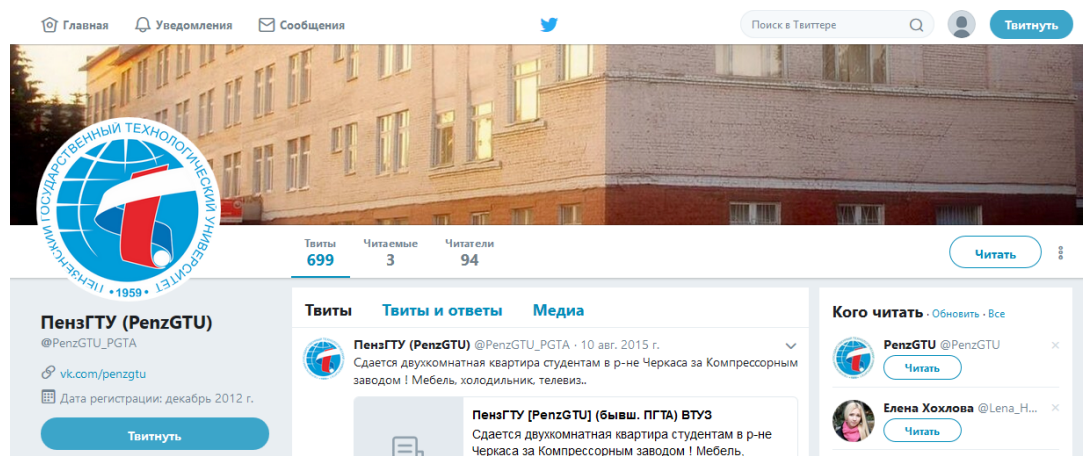 Главная Уведомления Сообщения Поиск в Твиттере Твитнуть
ПЕНЗЕНСКИЙ ГОСУДАРСТВЕННЫЙ ТЕХНОЛОГИЧЕСКИЙ УНИВЕРСИТЕТ
•1959•
Твиты Читаемые Читатели
699 3 94
Читать
ПензГТУ (PenzGTU)
@PenzGTU_PGTA
vk.com/penzgtu
Дата регистрации: декабрь 2012 г.
Твитнуть
Твиты Твиты и ответы Медиа
ПензГТУ (PenzGTU) @PenzGTU_PGTA · 10 авг. 2015 г.
Сдается двухкомнатная квартира студентам в р-не Черкаса за Компрессорным
заводом ! Мебель, холодильник, телевиз..
ПензГТУ [PenzGTU] (бывш. ПГТА) ВТУЗ
Сдается двухкомнатная квартира студентам в р-не
Черкаса за Компрессорным заводом ! Мебель,
Кого читать · Обновить · Все
PenzGTU @PenzGTU ×
Читать
Елена Хохлова @Lena_H... ×
Читать